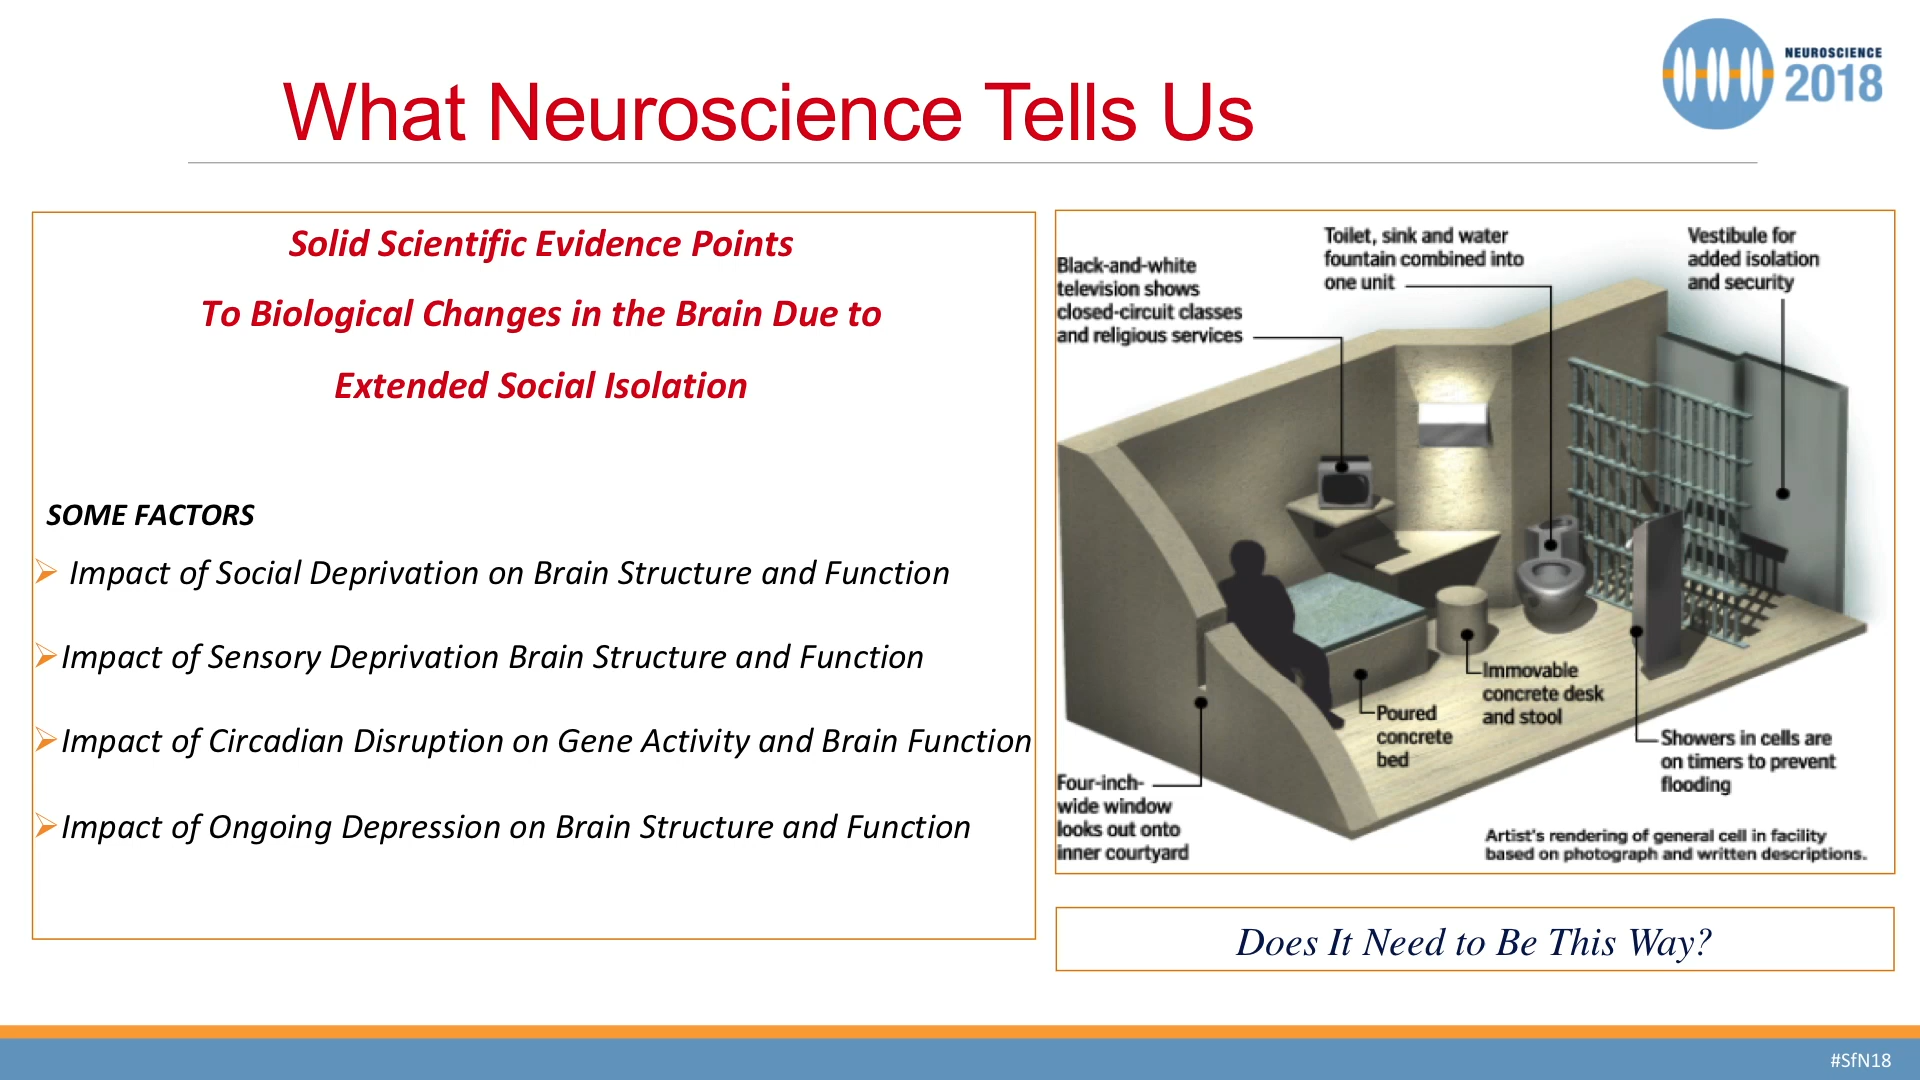 NEUROSCIENCE
2018
What Neuroscience Tells Us
Solid Scientific Evidence Points
To Biological Changes in the Brain Due to
Extended Social Isolation
SOME FACTORS
Impact of Social Deprivation on Brain Structure and Function
Impact of Sensory Deprivation Brain Structure and Function
Impact of Circadian Disruption on Gene Activity and Brain Function
Impact of Ongoing Depression on Brain Structure and Function
Black-and-white
television shows
closed-circuit classes
and religious services
Toilet, sink and water
fountain combined into
one unit
Vestibule for
added isolation
and security
Immovable
concrete desk
and stool
Poured
concrete
bed
Showers in cells are
on timers to prevent
flooding
Four-inch-
wide window
looks out onto
inner courtyard
Artist's rendering of general cell in facility
based on photograph and written descriptions.
Does It Need to Be This Way?
#SfN18